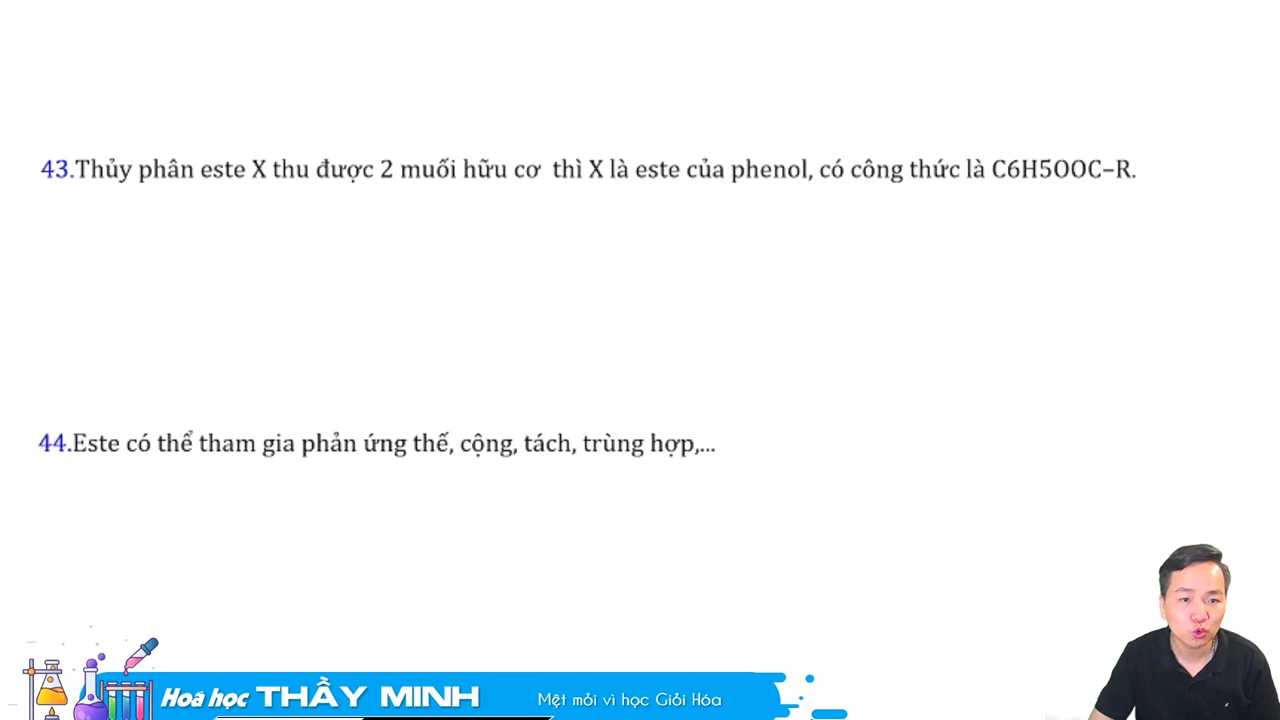 43.Thủy phân este X thu được 2 muối hữu cơ thì X là este của phenol, có công thức là C6H5OOC–R.
44.Este có thể tham gia phản ứng thế, cộng, tách, trùng hợp,...
Hoá học THẦY MINH Mệt mỏi vì học Giỏi Hóa